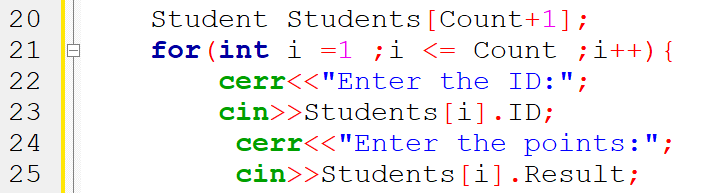 20 Student Students[Count+1];
21 for(int i =1 ;i <= Count ;i++){
22 cerr<<"Enter the ID:";
23 cin>>Students[i].ID;
24 cerr<<"Enter the points:";
25 cin>>Students[i].Result;